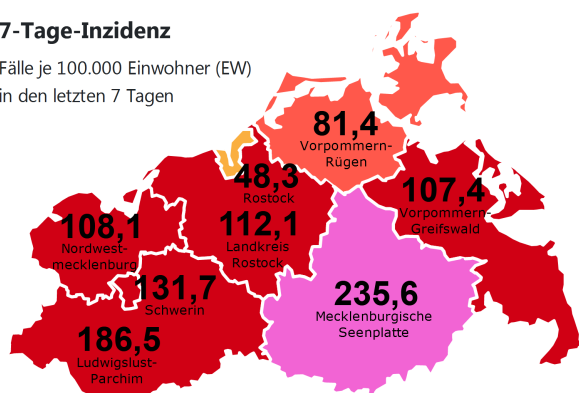 7-Tage-Inzidenz
Fälle je 100.000 Einwohner (EW)
in den letzten 7 Tagen
81,4
Vorpommern-
Rügen
48,3
Rostock
107,4
Vorpommern-
Greifswald
108,1
Nordwest-
mecklenburg
112,1
Landkreis
Rostock
131,7
Schwerin
235,6
Mecklenburgische
Seenplatte
186,5
Ludwigslust-
Parchim